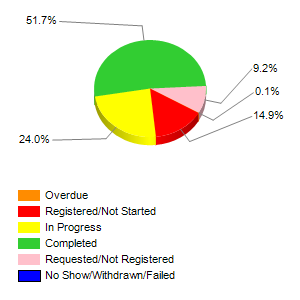 51.7%
9.2%
0.1%
14.9%
24.0%
Overdue
Registered/Not Started
In Progress
Completed
Requested/Not Registered
No Show/Withdrawn/Failed